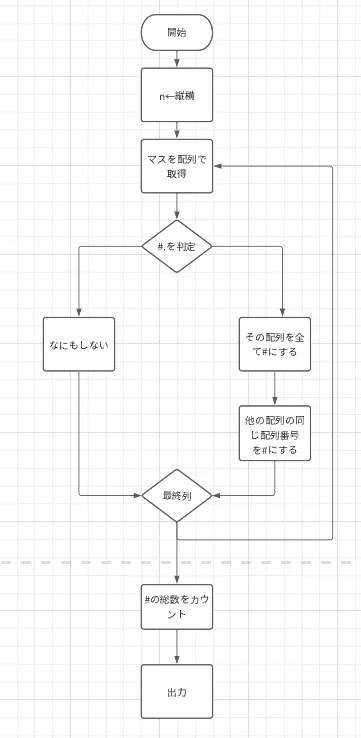 開始
n←縦横
マスを配列で
取得
#.を判定
なにもしない
その配列を全
て#にする
他の配列の同
じ配列番号
を#にする
最終列
#の総数をカウ
ント
出力